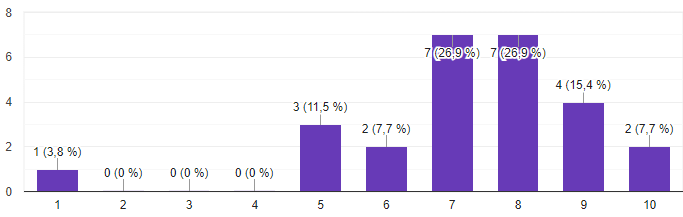 8
6
4
2
0
1 (3,8 %)
0 (0 %)
0 (0 %)
0 (0 %)
3 (11,5 %)
2 (7,7 %)
7 (26,9 %)
7 (26,9 %)
4 (15,4 %)
2 (7,7 %)
1 2 3 4 5 6 7 8 9 10